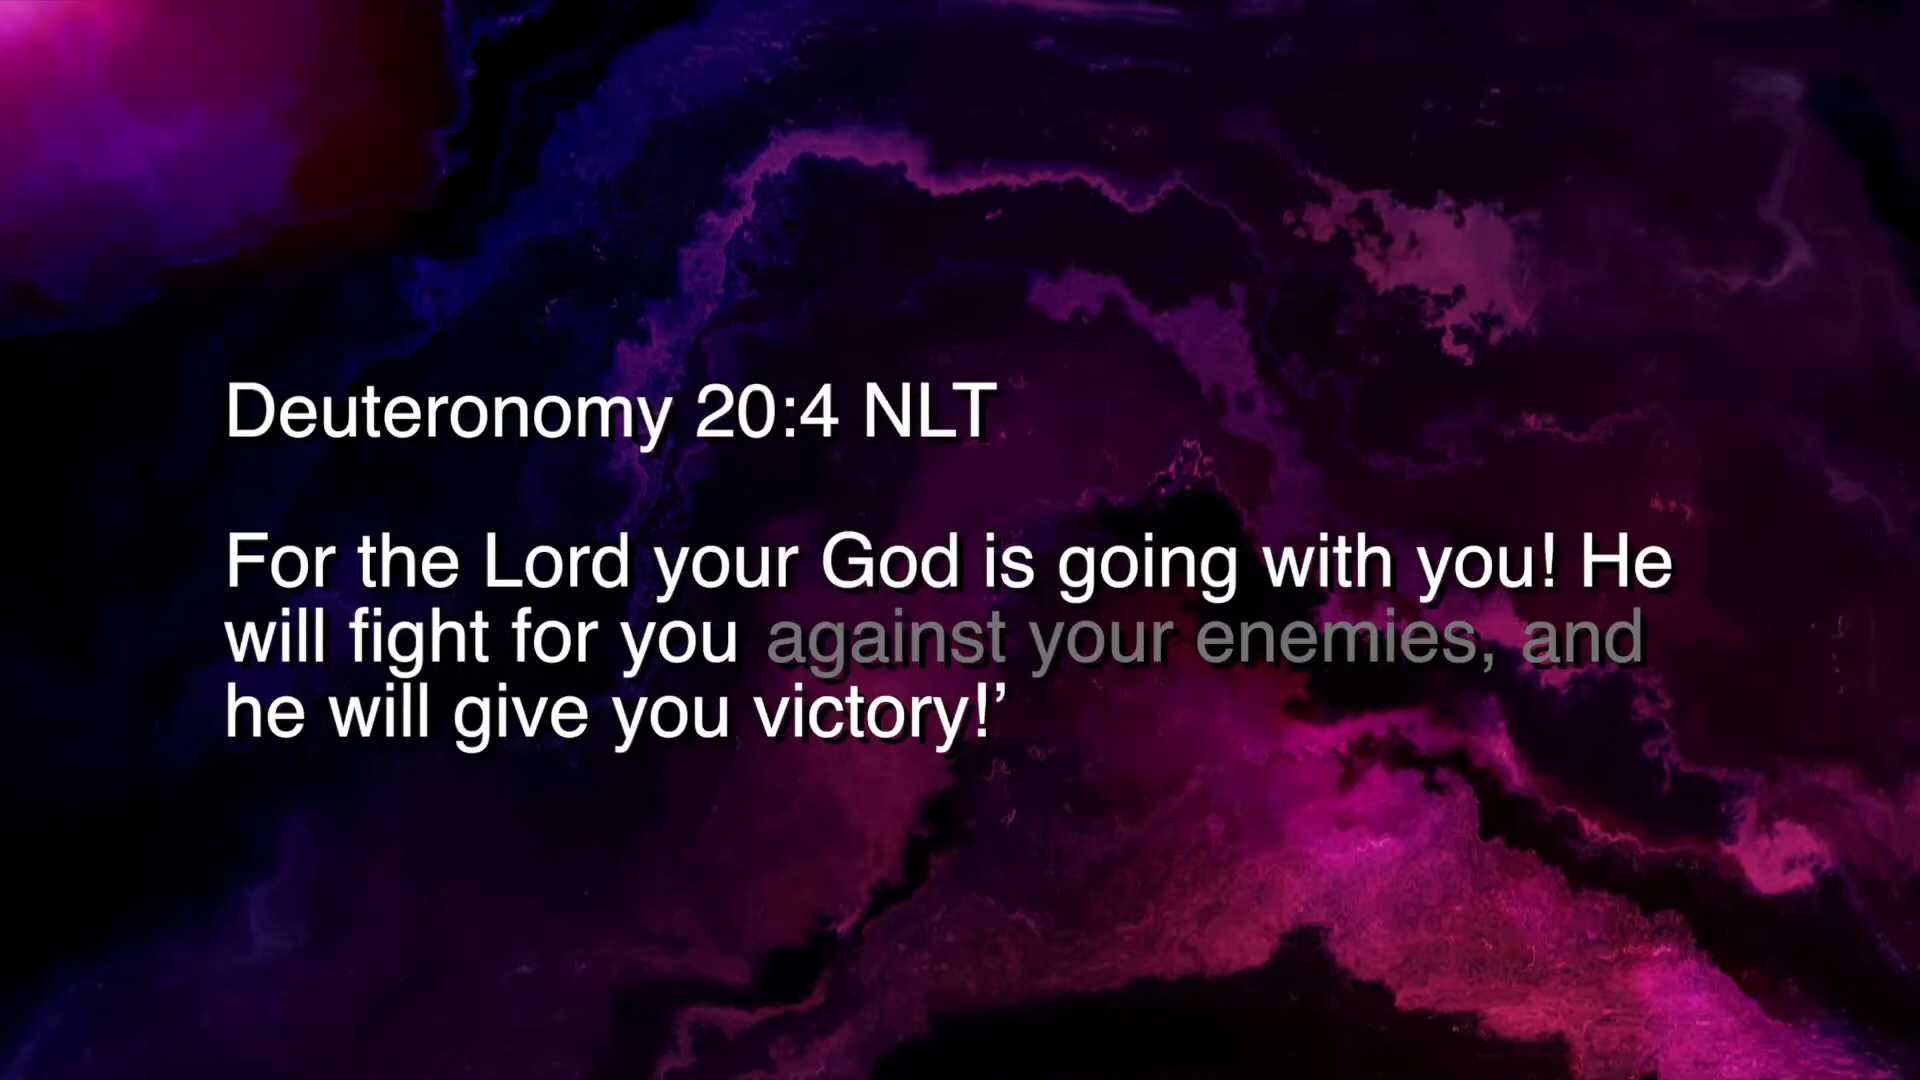 Deuteronomy 20:4 NLT
For the Lord your God is going with you! He
will fight for you against your enemies, and
he will give you victory!’